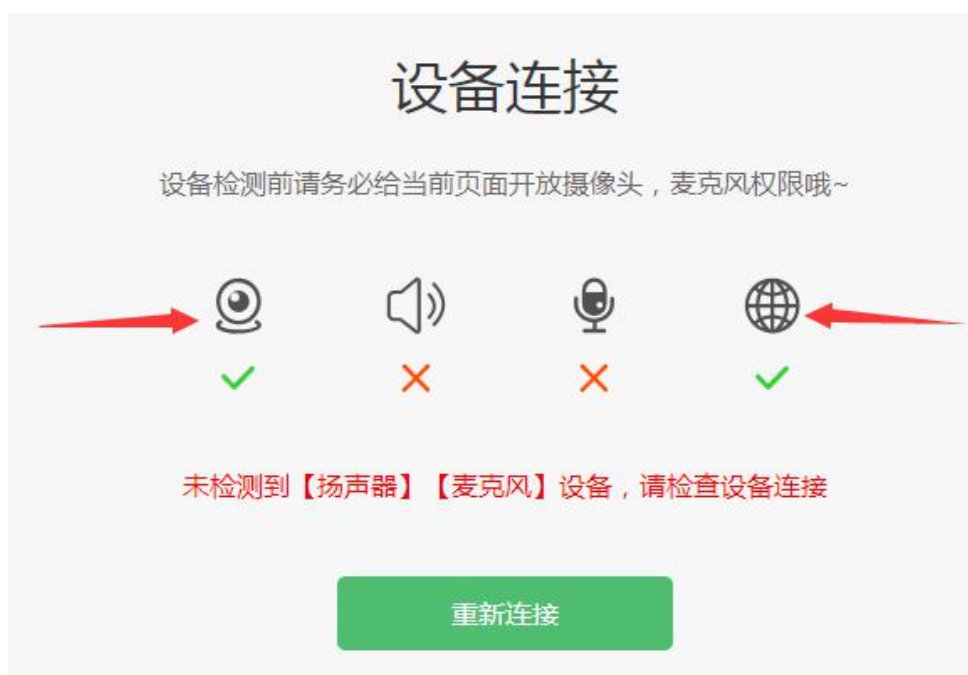 设备连接
设备检测前请务必给当前页面开放摄像头，麦克风权限哦~
未检测到【扬声器】【麦克风】设备，请检查设备连接
重新连接